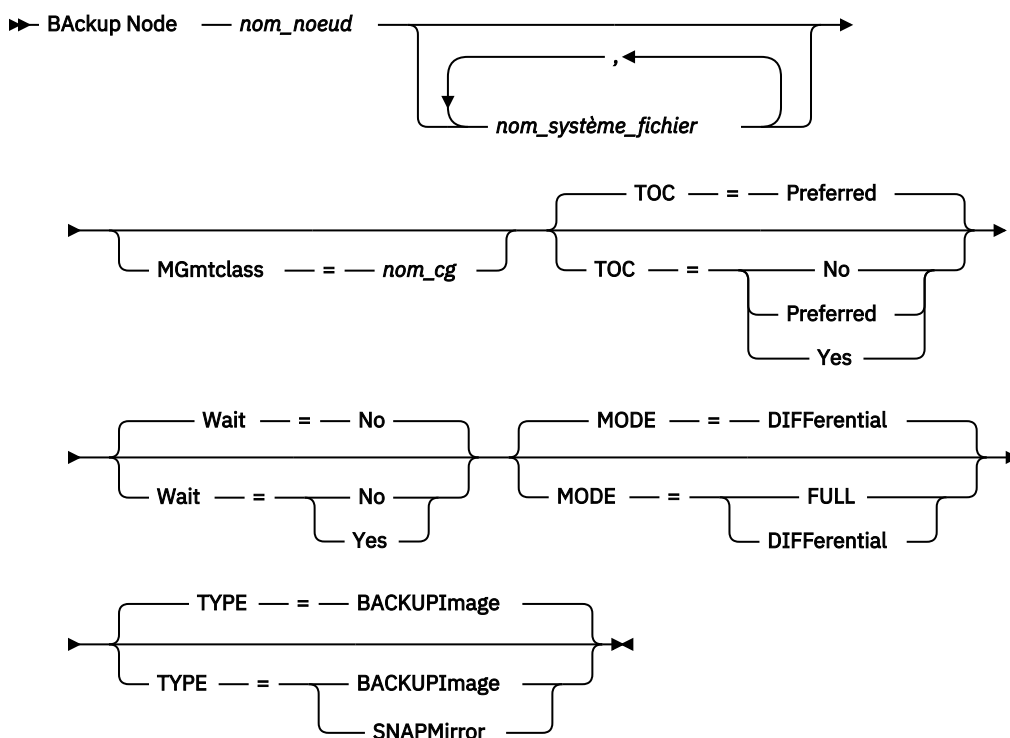 BAckup Node nom_noeud
,
nom_système_fichier
TOC = Preferred
MGmtclass = nom_cg TOC = No
Preferred
Yes
Wait = No MODE = DIFFerential
Wait = No MODE = FULL
Yes DIFFerential
TYPE = BACKUPImage
TYPE = BACKUPImage
SNAPMirror